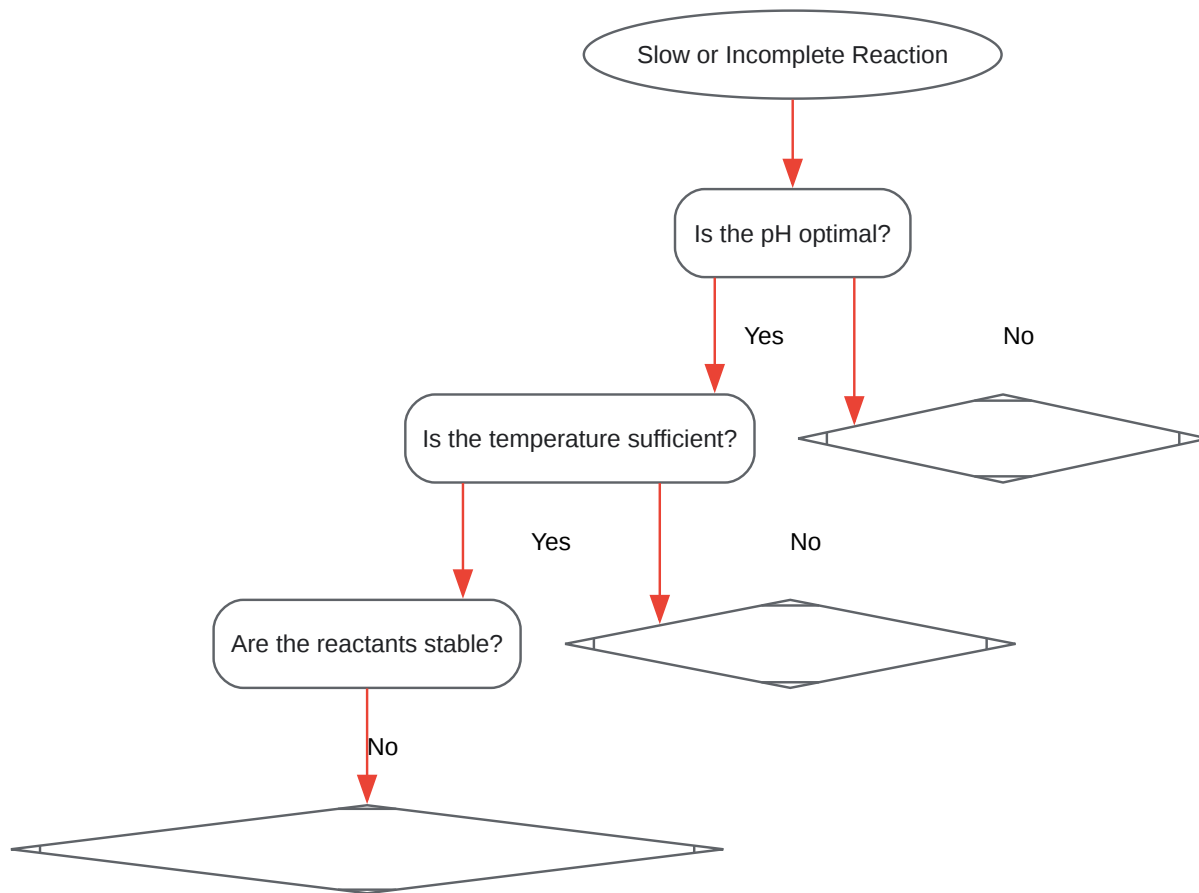 Slow or Incomplete Reaction
Is the pH optimal?
Yes
No
Is the temperature sufficient?
Yes
No
Are the reactants stable?
No